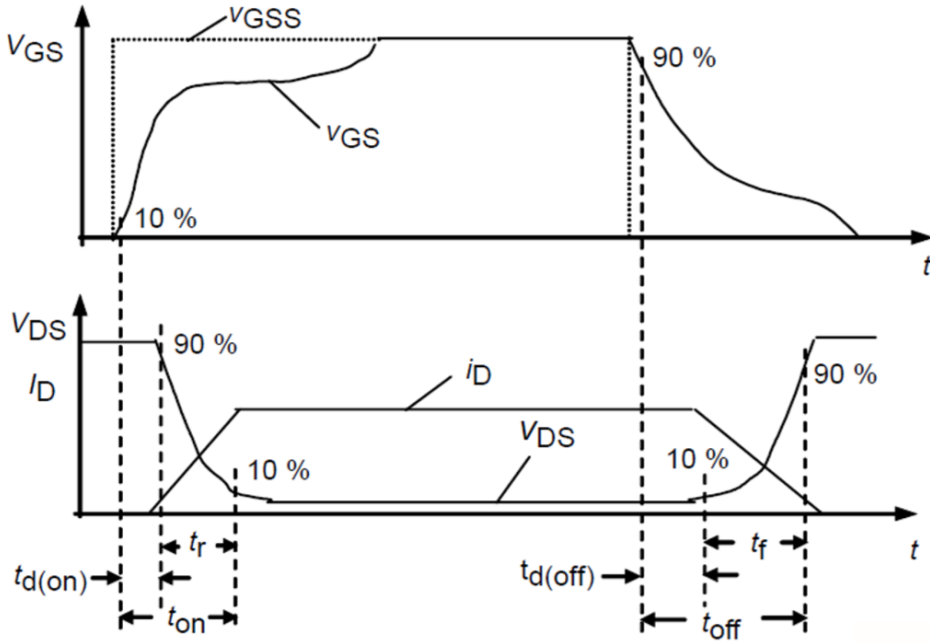 vGSS
VGS
90 %
vGS
10 %
t
VDS
90 %
ID
iD
90 %
VDS
10 %
10 %
t
tr
tf
td(on)
td(off)
ton
toff